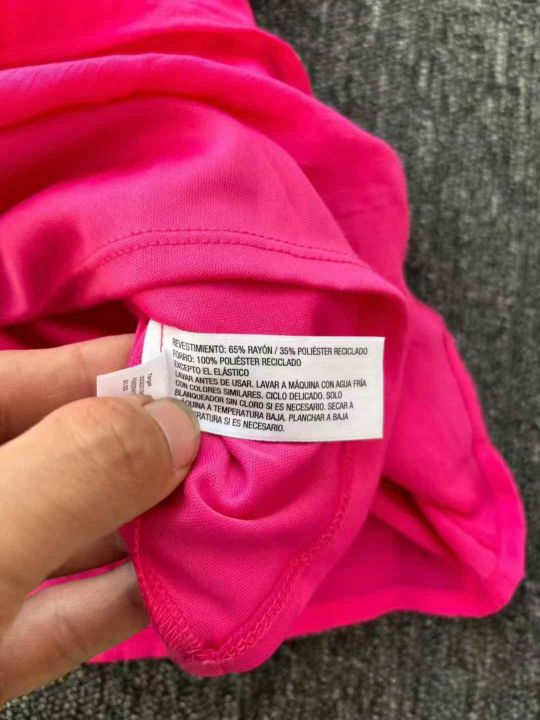 REVESTIMIENTO: 65% RAYÓN / 35% POLIÉSTER RECICLADO
FORRO: 100% POLIÉSTER RECICLADO
EXCEPTO EL ELÁSTICO
LAVAR ANTES DE USAR. LAVAR A MÁQUINA CON AGUA FRÍA
CON COLORES SIMILARES. CICLO DELICADO. SOLO
BLANQUEADOR SIN CLORO SI ES NECESARIO. SECAR A
MÁQUINA A TEMPERATURA BAJA. PLANCHAR A BAJA
SI ES NECESARIO.
Target